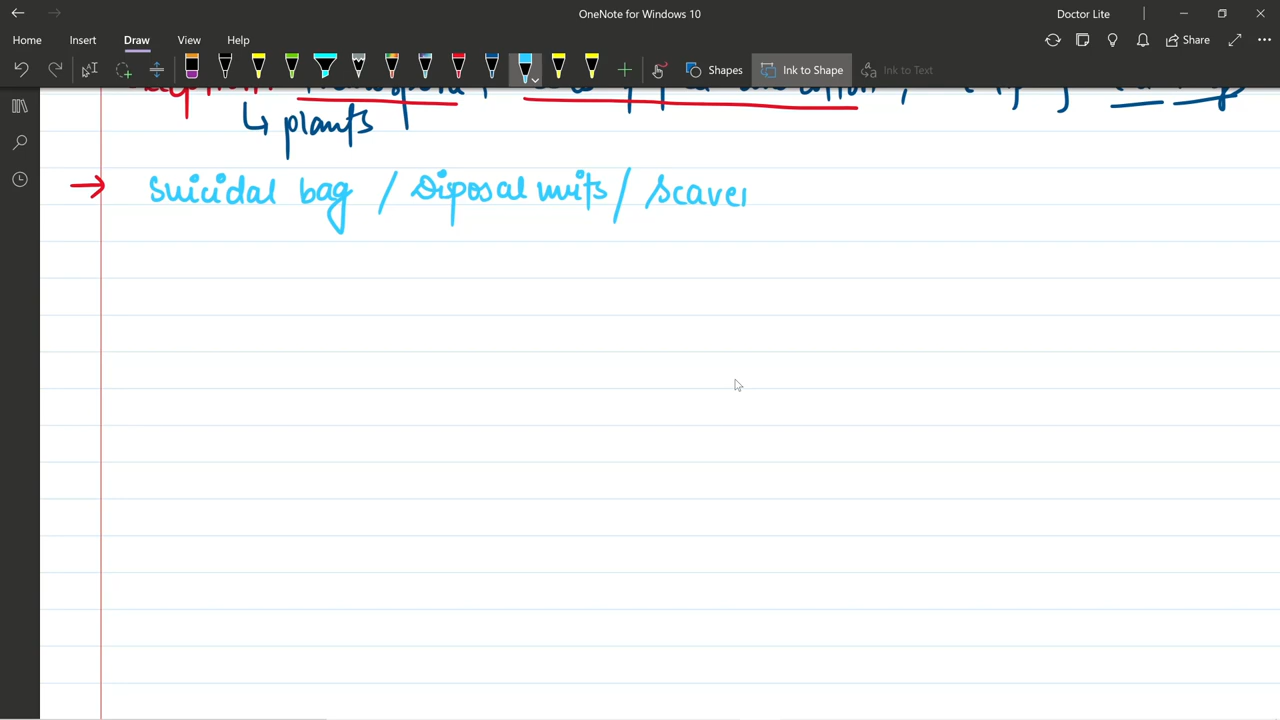 OneNote for Windows 10
Doctor Lite
Home Insert Draw View Help
Share
Shapes Ink to Shape Ink to Text
↳ plants
→ Suicidal bag / Disposal units / scaven